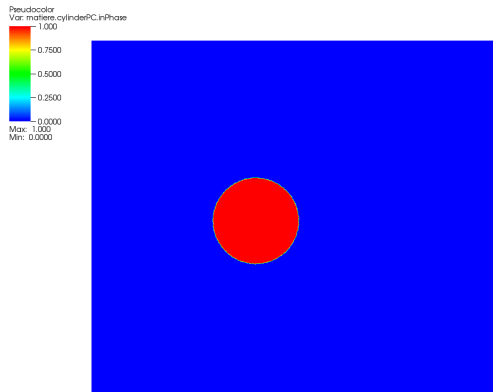 Pseudocolor
Var: matiere.cylinderPC.inPhase
1.000
0.7500
0.5000
0.2500
0.0000
Max: 1.000
Min: 0.0000